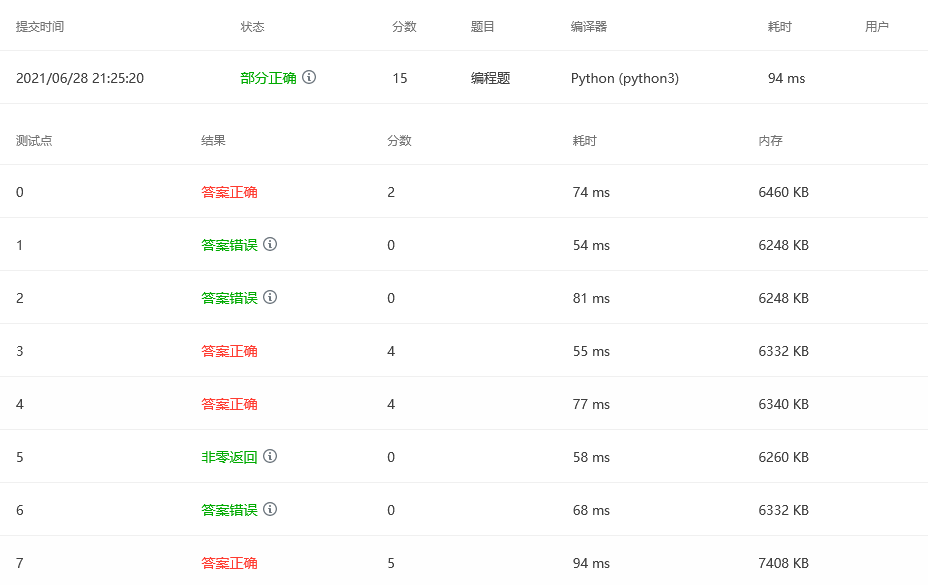 提交时间 状态 分数 题目 编译器 耗时 用户
2021/06/28 21:25:20 部分正确 15 编程题 Python (python3) 94 ms
测试点 结果 分数 耗时 内存
0 答案正确 2 74 ms 6460 KB
1 答案错误 0 54 ms 6248 KB
2 答案错误 0 81 ms 6248 KB
3 答案正确 4 55 ms 6332 KB
4 答案正确 4 77 ms 6340 KB
5 非零返回 0 58 ms 6260 KB
6 答案错误 0 68 ms 6332 KB
7 答案正确 5 94 ms 7408 KB